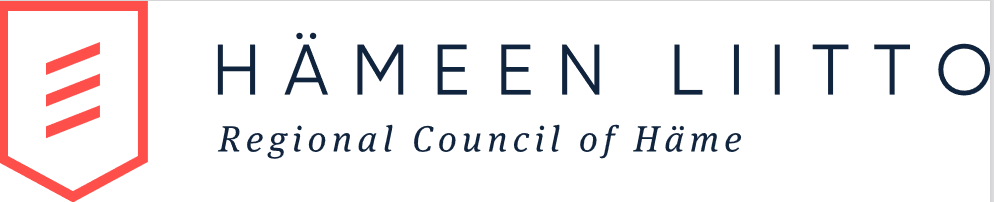 HÄMEEN LIITTO
Regional Council of Häme